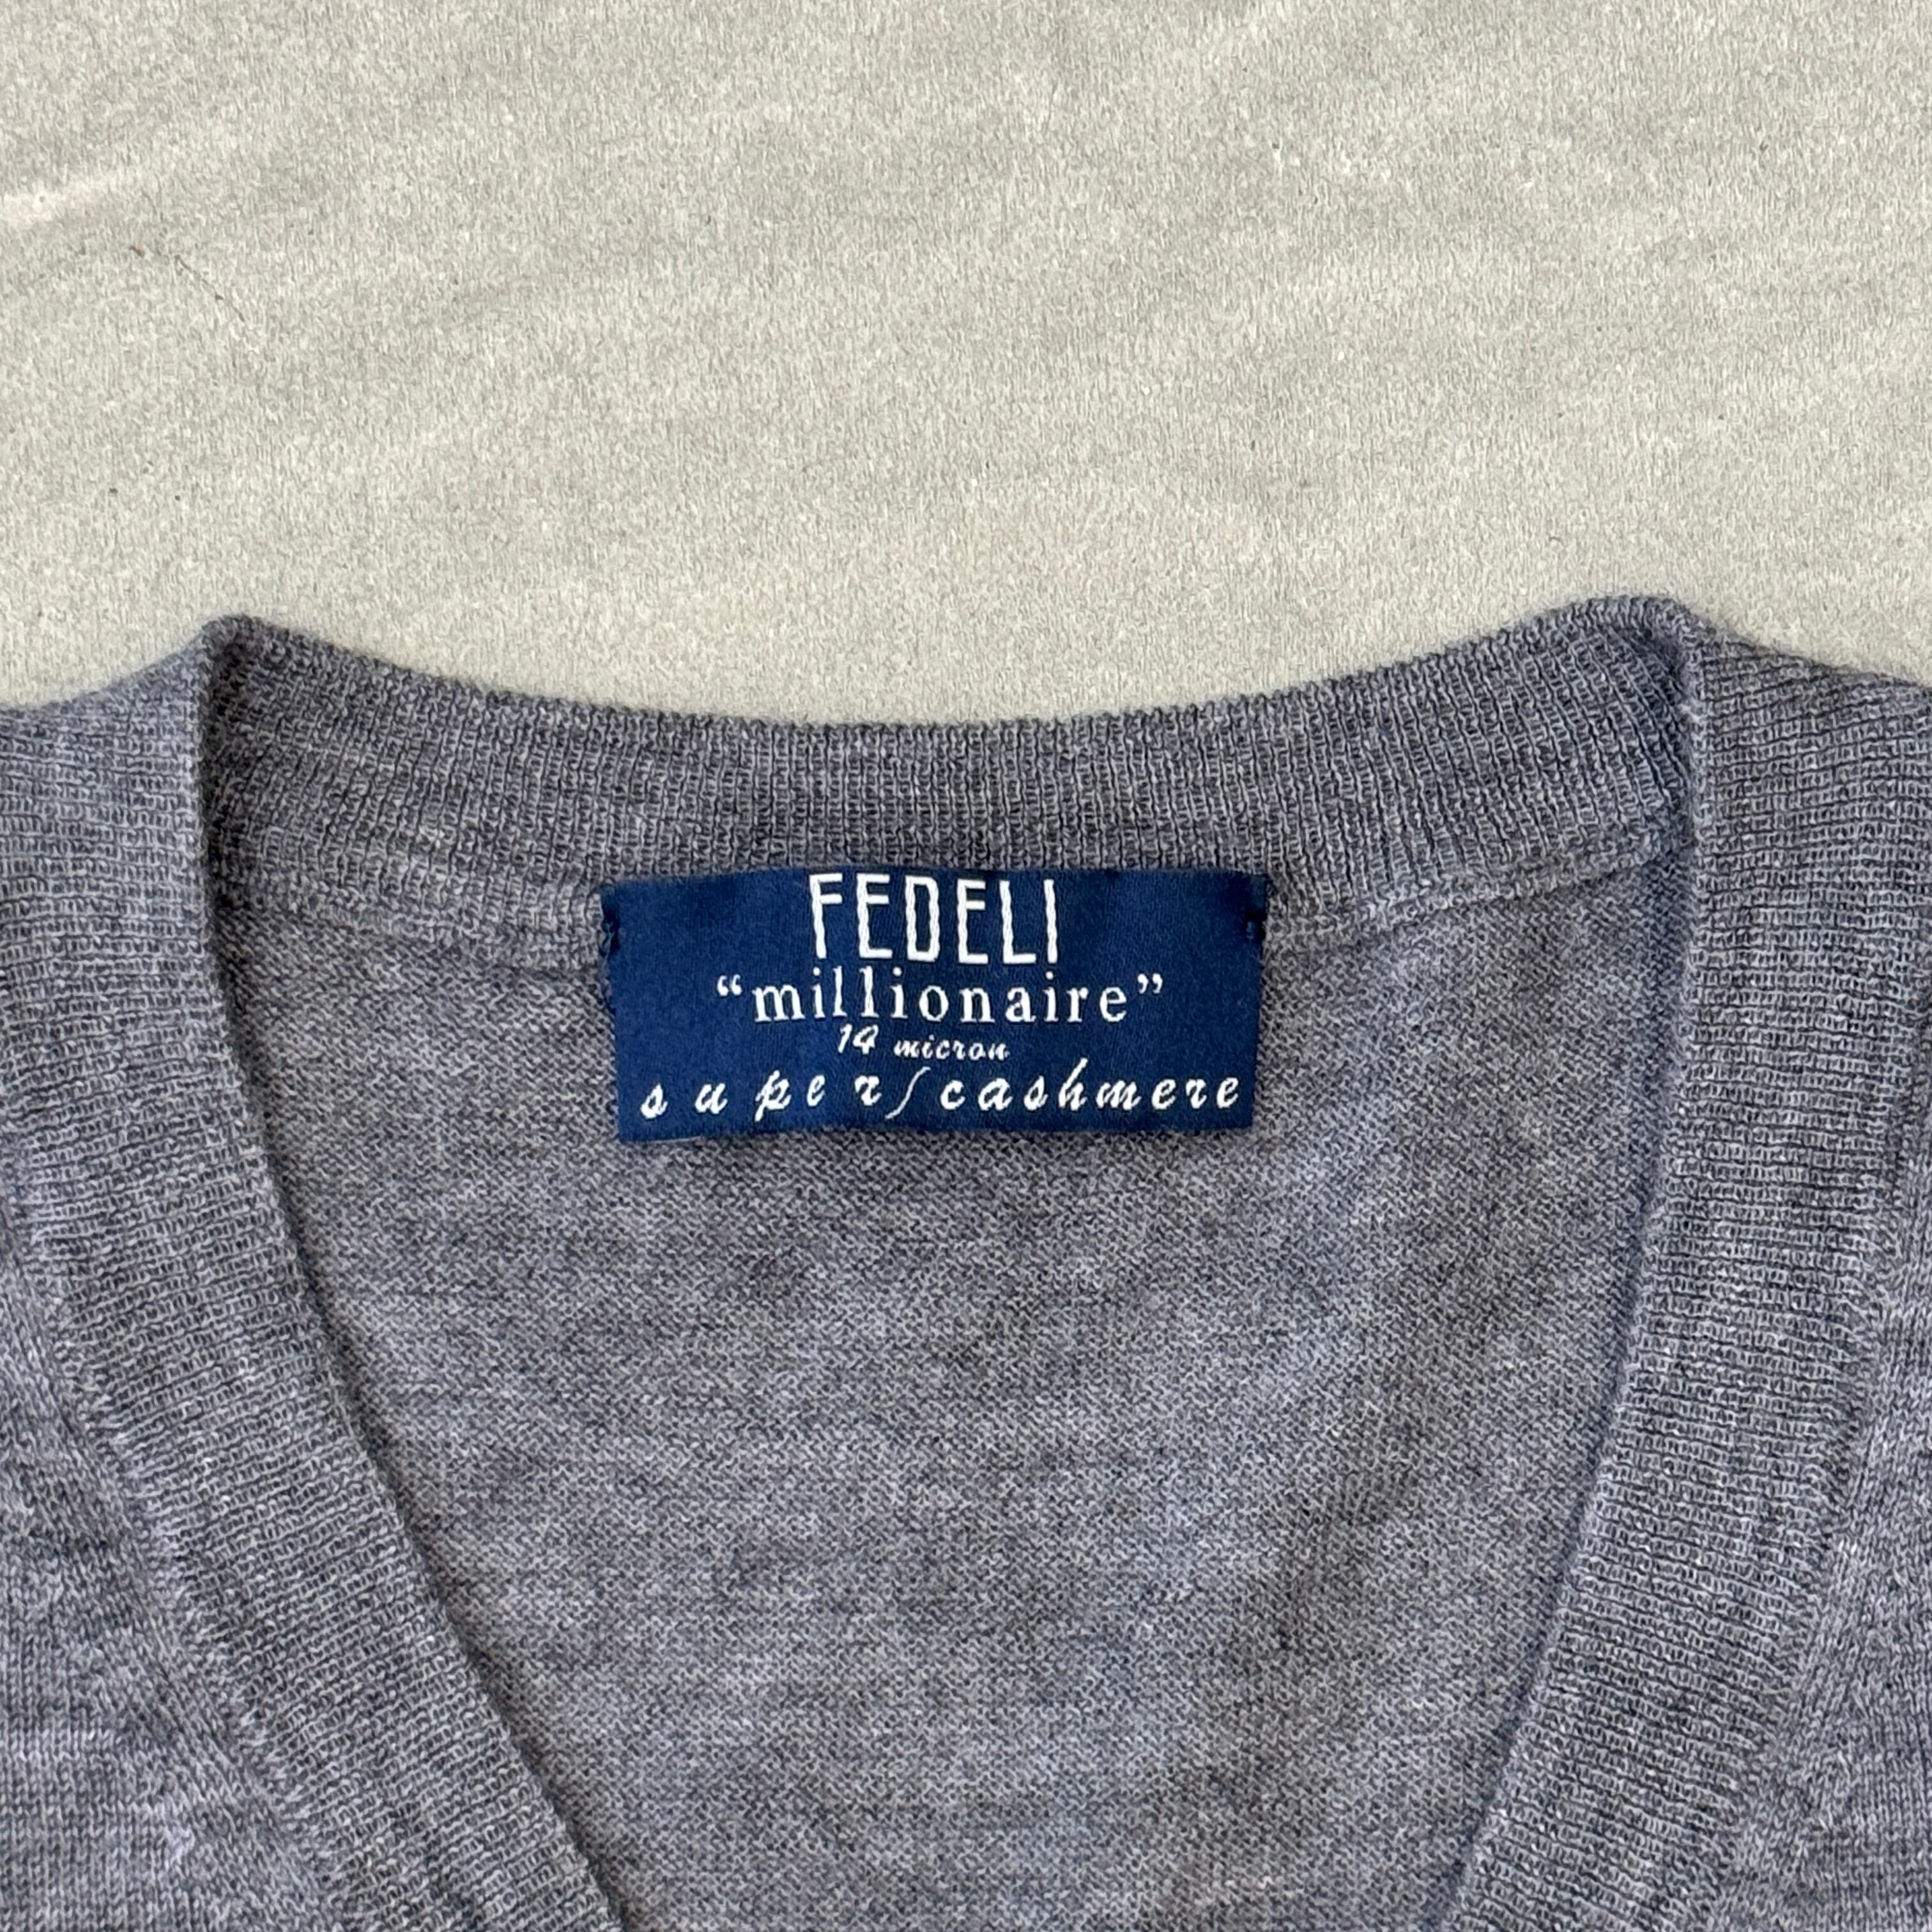 FEDELI
“millionaire”
14 micron
super/cashmere